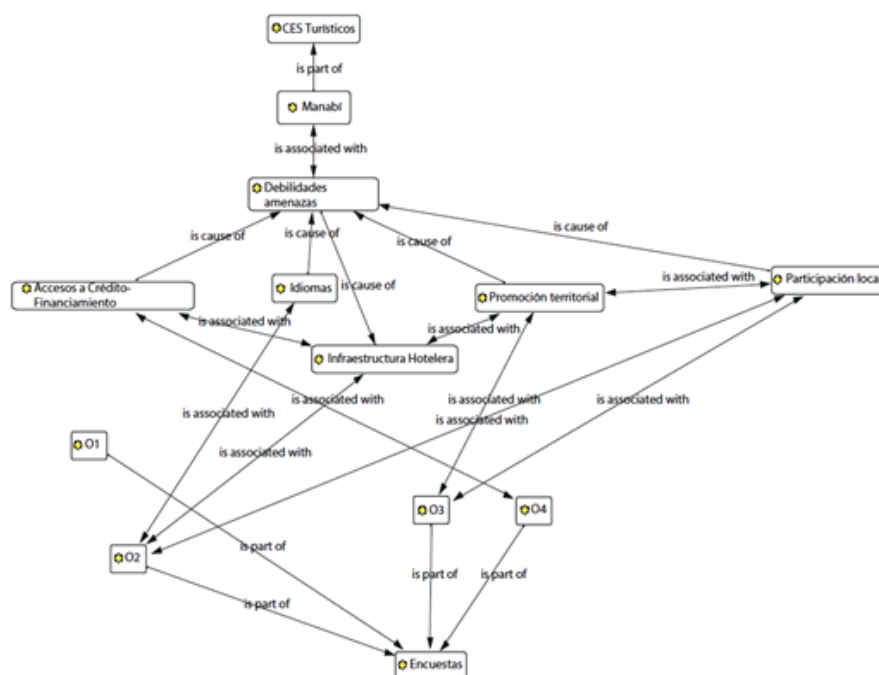 CES Turísticos
is part of
Manabí
is associated with
Debilidades
amenazas
is cause of
is cause of
is cause of
is cause of
is cause of
Accesos a Crédito-
Financiamiento
Idiomas
Promoción territorial
is associated with
Participación local
is associated with
is associated with
Infraestructura Hotelera
is associated with
is associated with
is associated with
is associated with
is associated with
is associated with
O1
O3
O4
O2
is part of
is part of
is part of
is part of
Encuestas